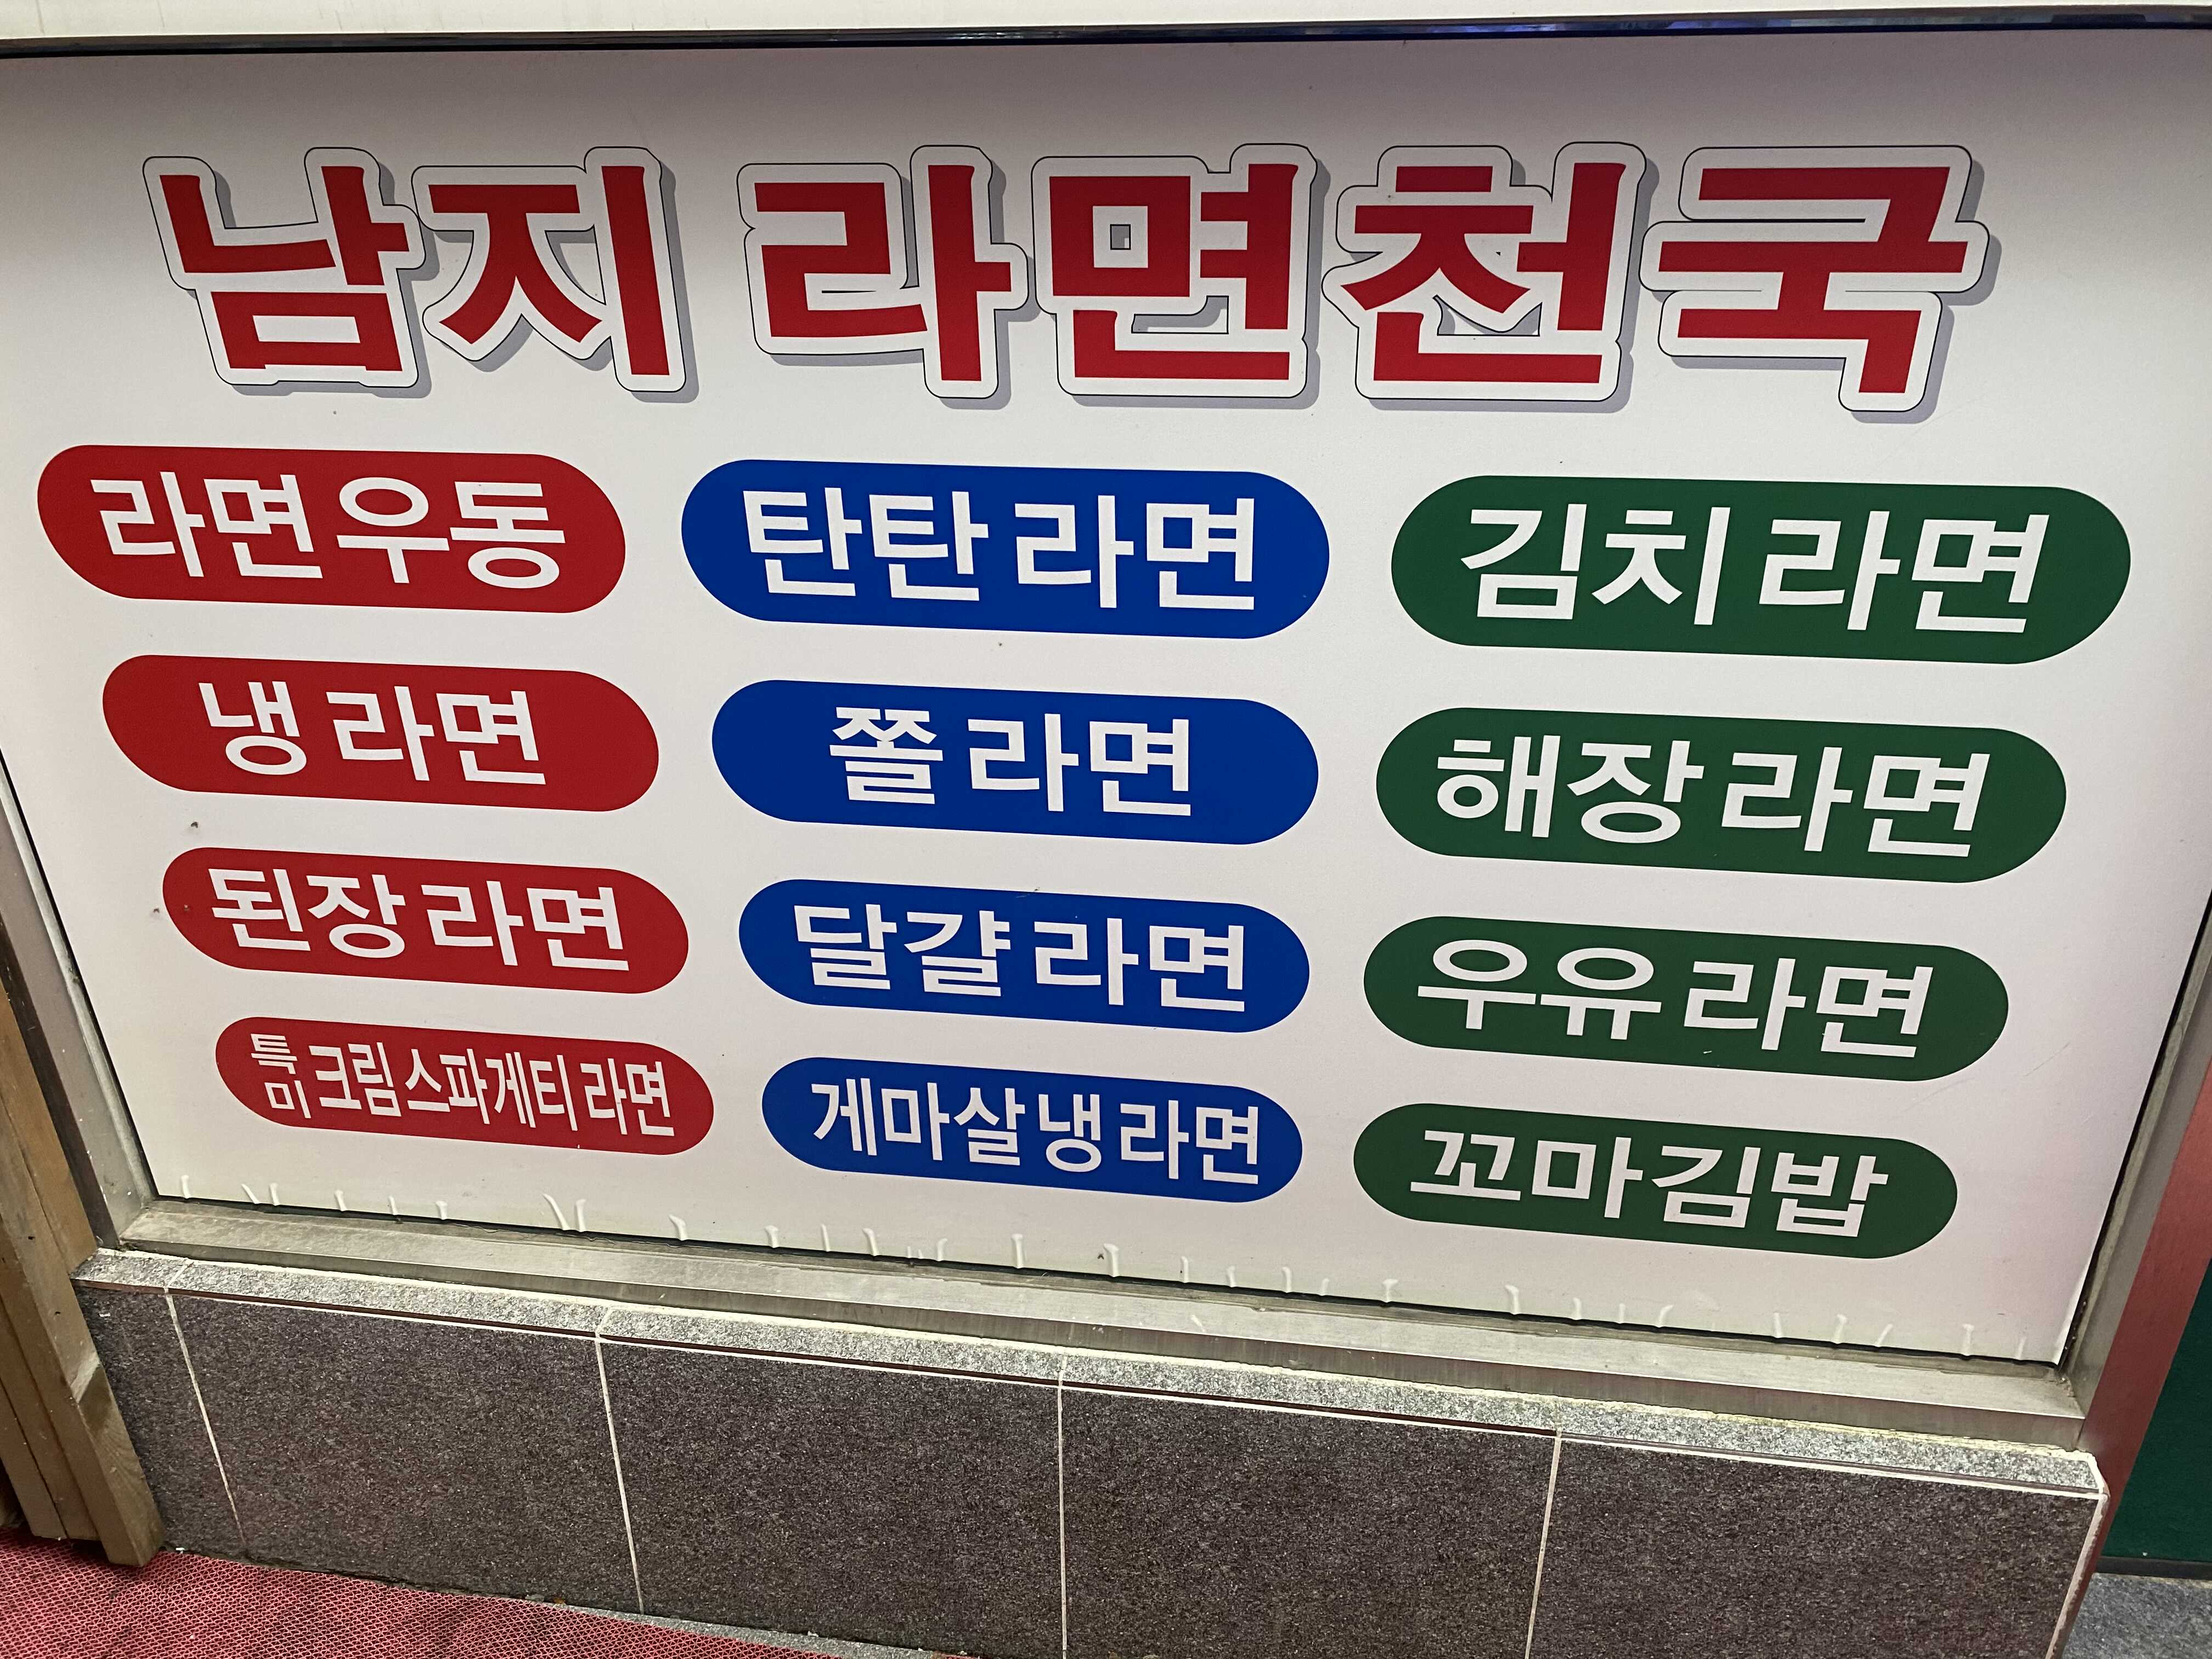 남지 라면천국
라면우동 탄탄라면 김치라면
냉라면 쫄라면 해장라면
된장라면 달걀라면 우유라면
특미 크림스파게티라면 게마살냉라면 꼬마김밥